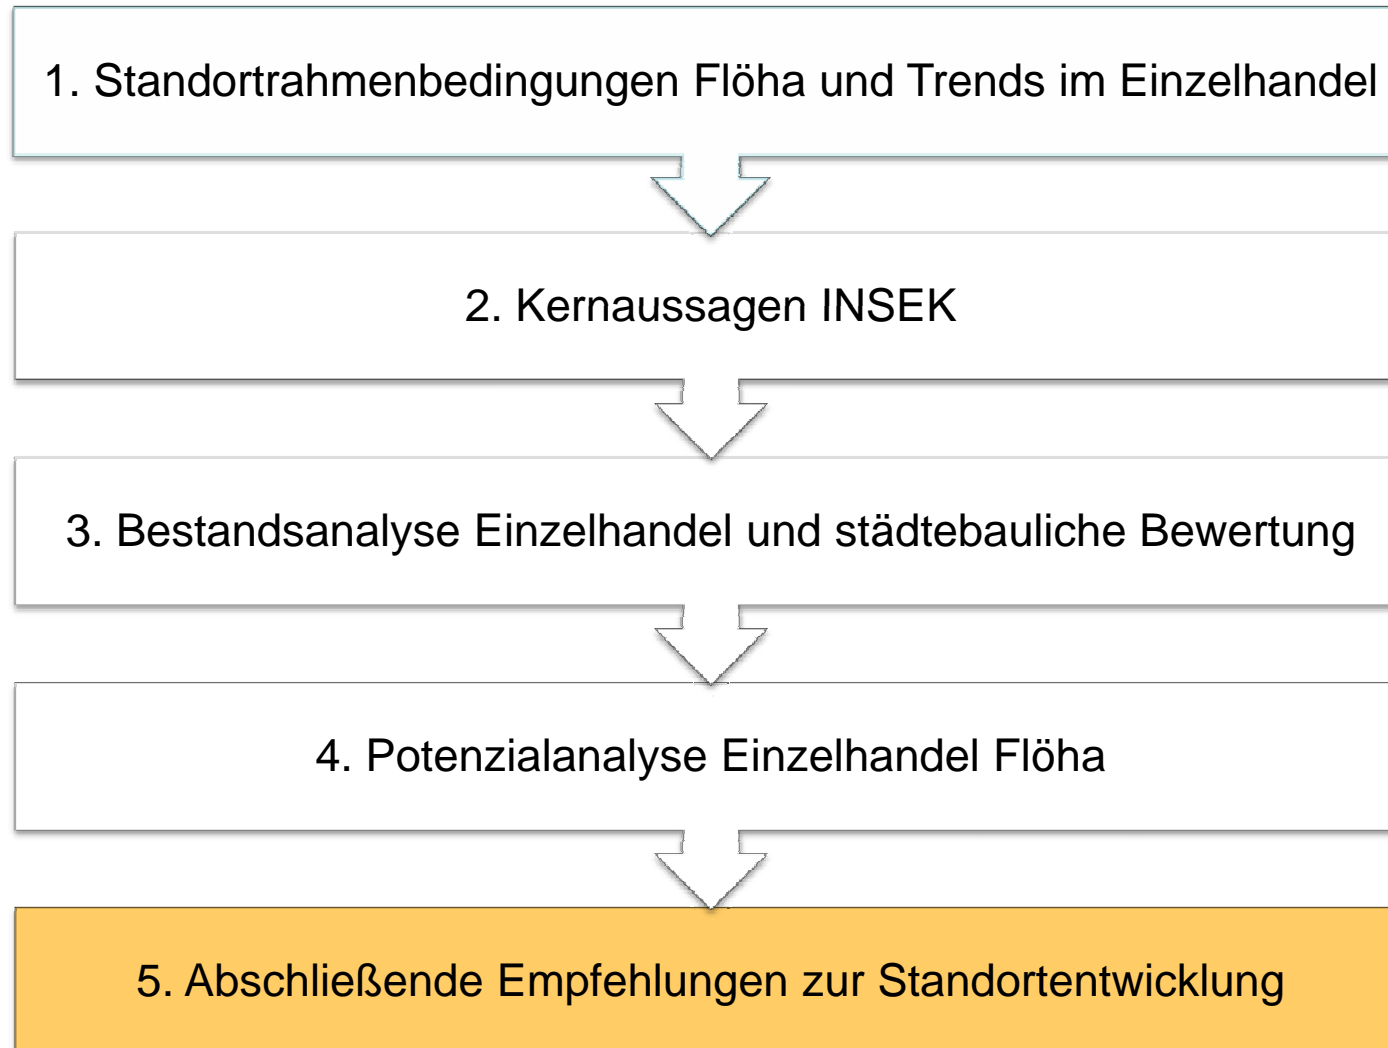 1. Standortrahmenbedingungen Flöha und Trends im Einzelhandel
2. Kernaussagen INSEK
3. Bestandsanalyse Einzelhandel und städtebauliche Bewertung
4. Potenzialanalyse Einzelhandel Flöha
5. Abschließende Empfehlungen zur Standortentwicklung